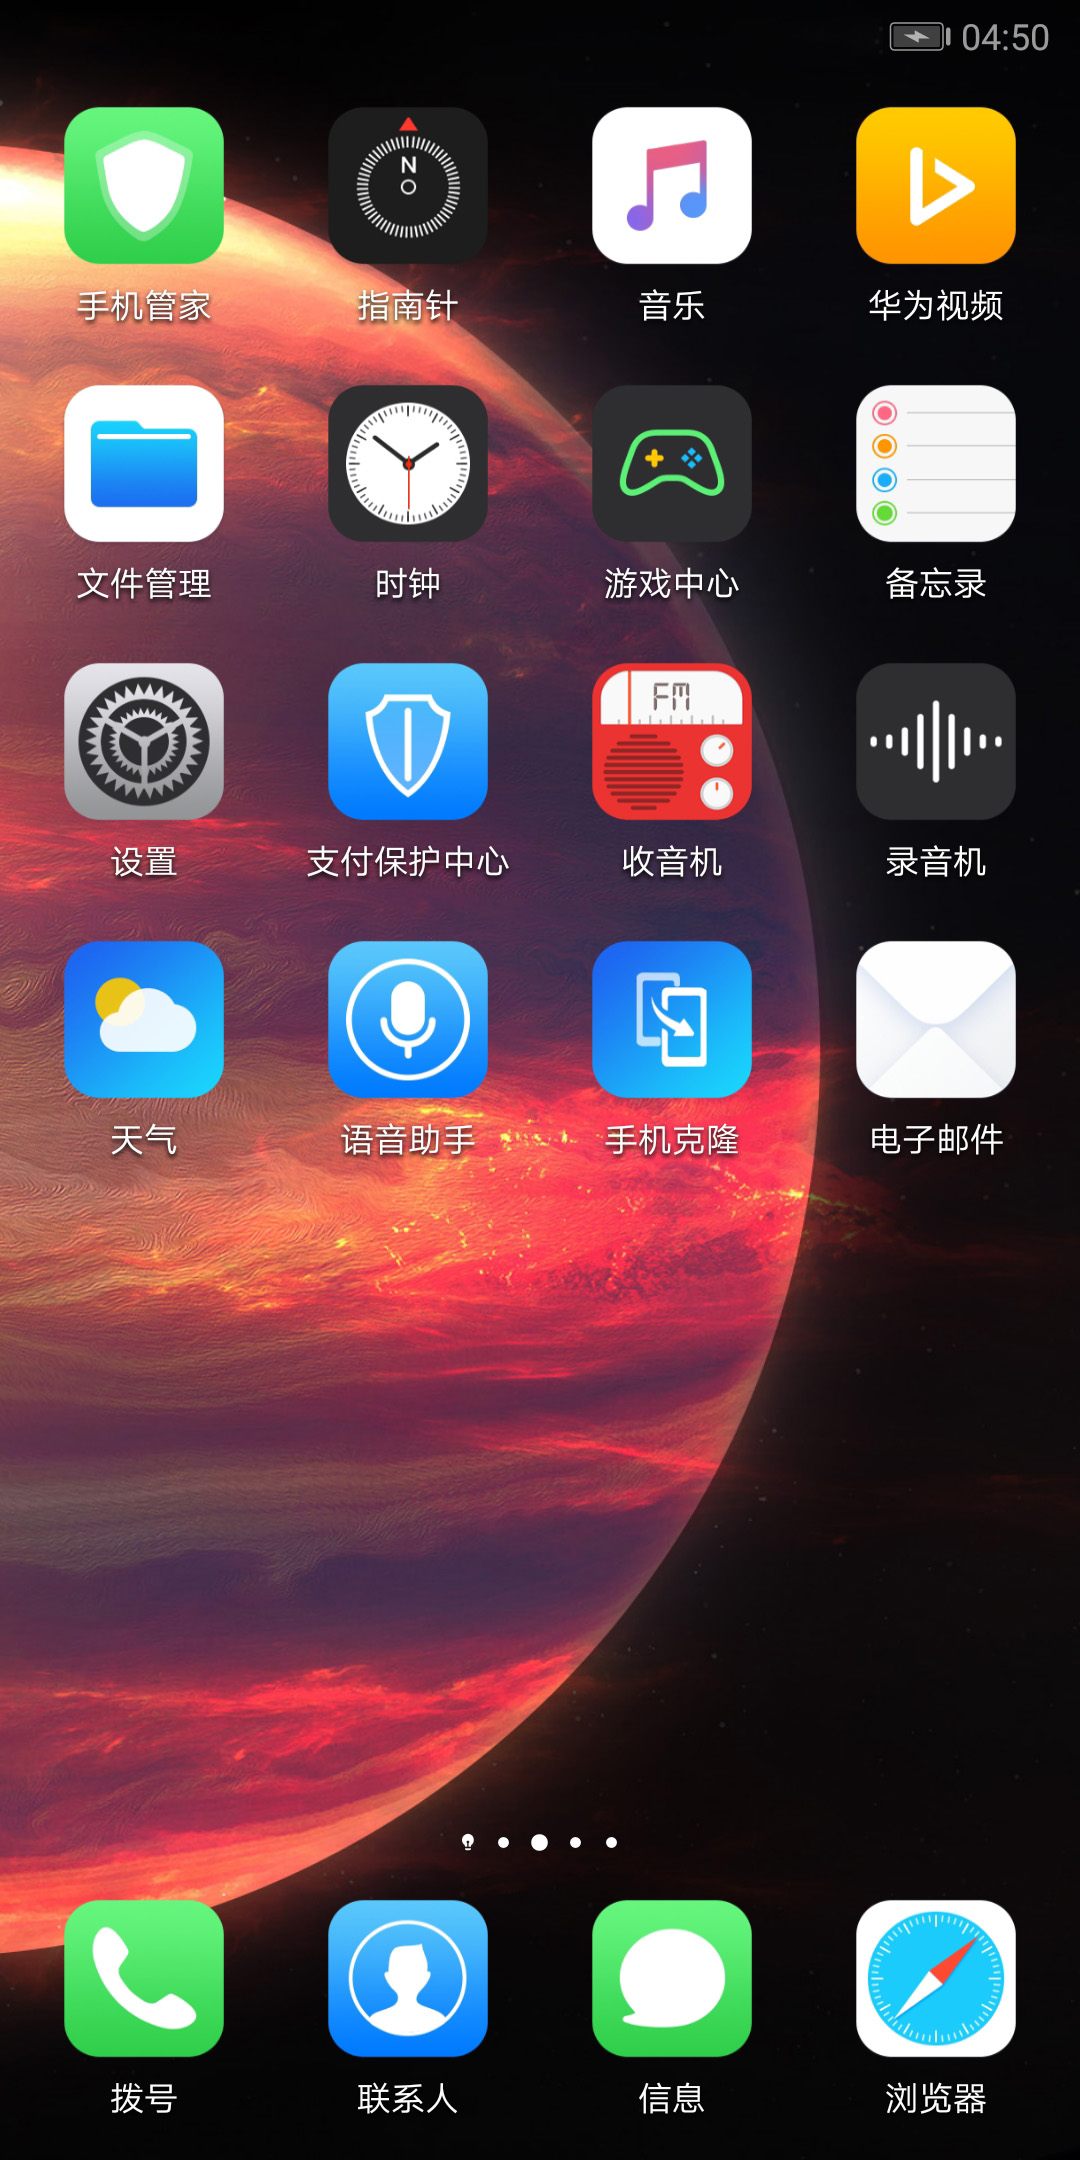 04:50
N
手机管家
指南针
音乐
华为视频
文件管理
时钟
游戏中心
备忘录
FM
设置
支付保护中心
收音机
录音机
天气
语音助手
手机克隆
电子邮件
拨号
联系人
信息
浏览器